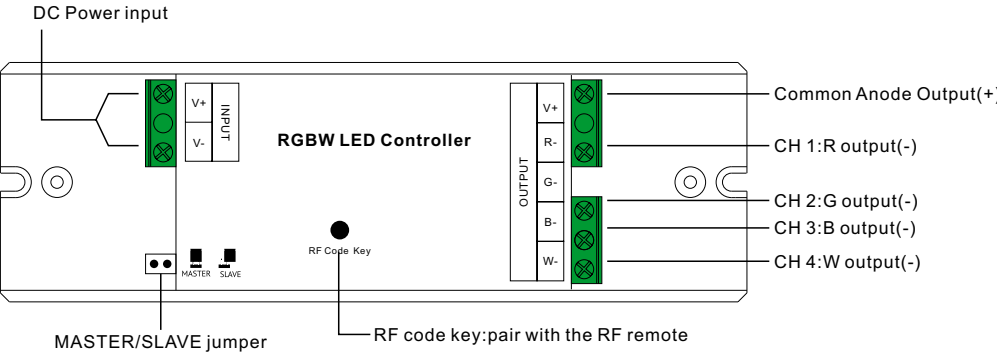 DC Power input
V+
V-
INPUT
RGBW LED Controller
OUTPUT
V+
R-
G-
B-
W-
Common Anode Output(+)
CH 1:R output(-)
CH 2:G output(-)
CH 3:B output(-)
CH 4:W output(-)
RF Code Key
MASTER
SLAVE
MASTER/SLAVE jumper
RF code key:pair with the RF remote